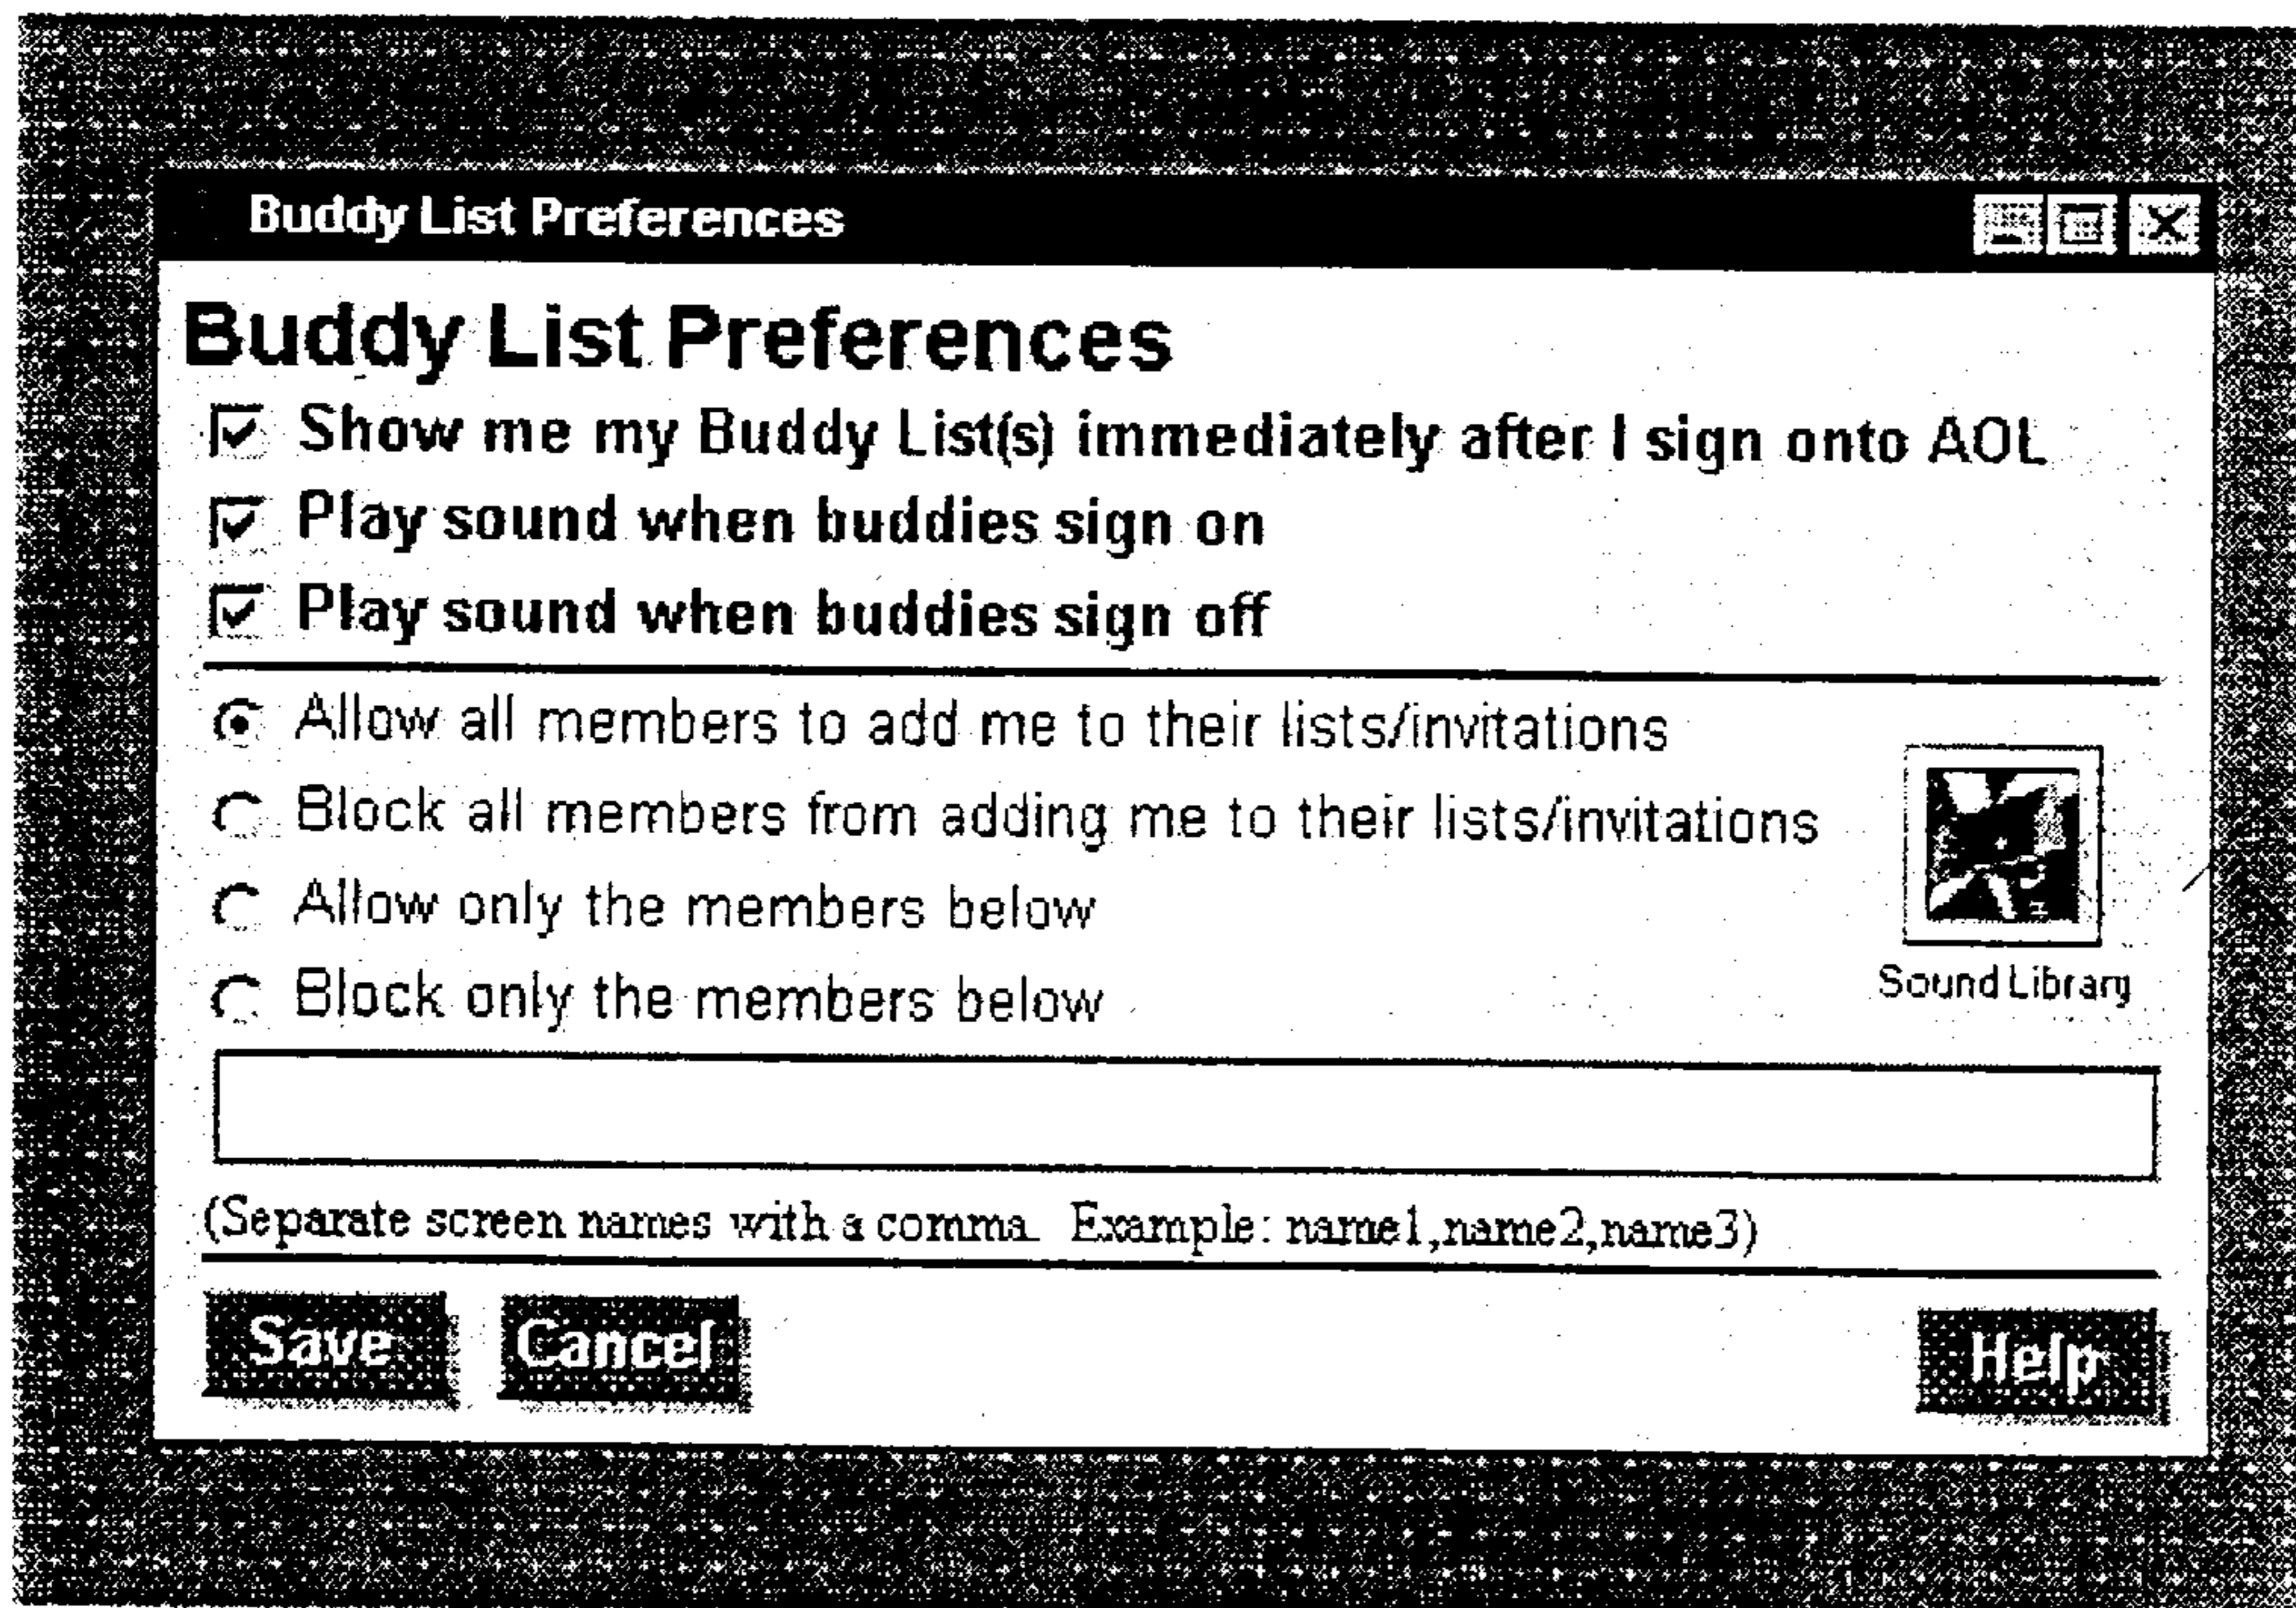 Buddy List Preferences
Buddy List Preferences
Show me my Buddy List(s) immediately after I sign onto AOL
Play sound when buddies sign on
Play sound when buddies sign off
Allow all members to add me to their lists/invitations
Block all members from adding me to their lists/invitations
Allow only the members below
Block only the members below
Sound Library
(Separate screen names with a comma. Example: name1,name2,name3)
Save Cancel Help